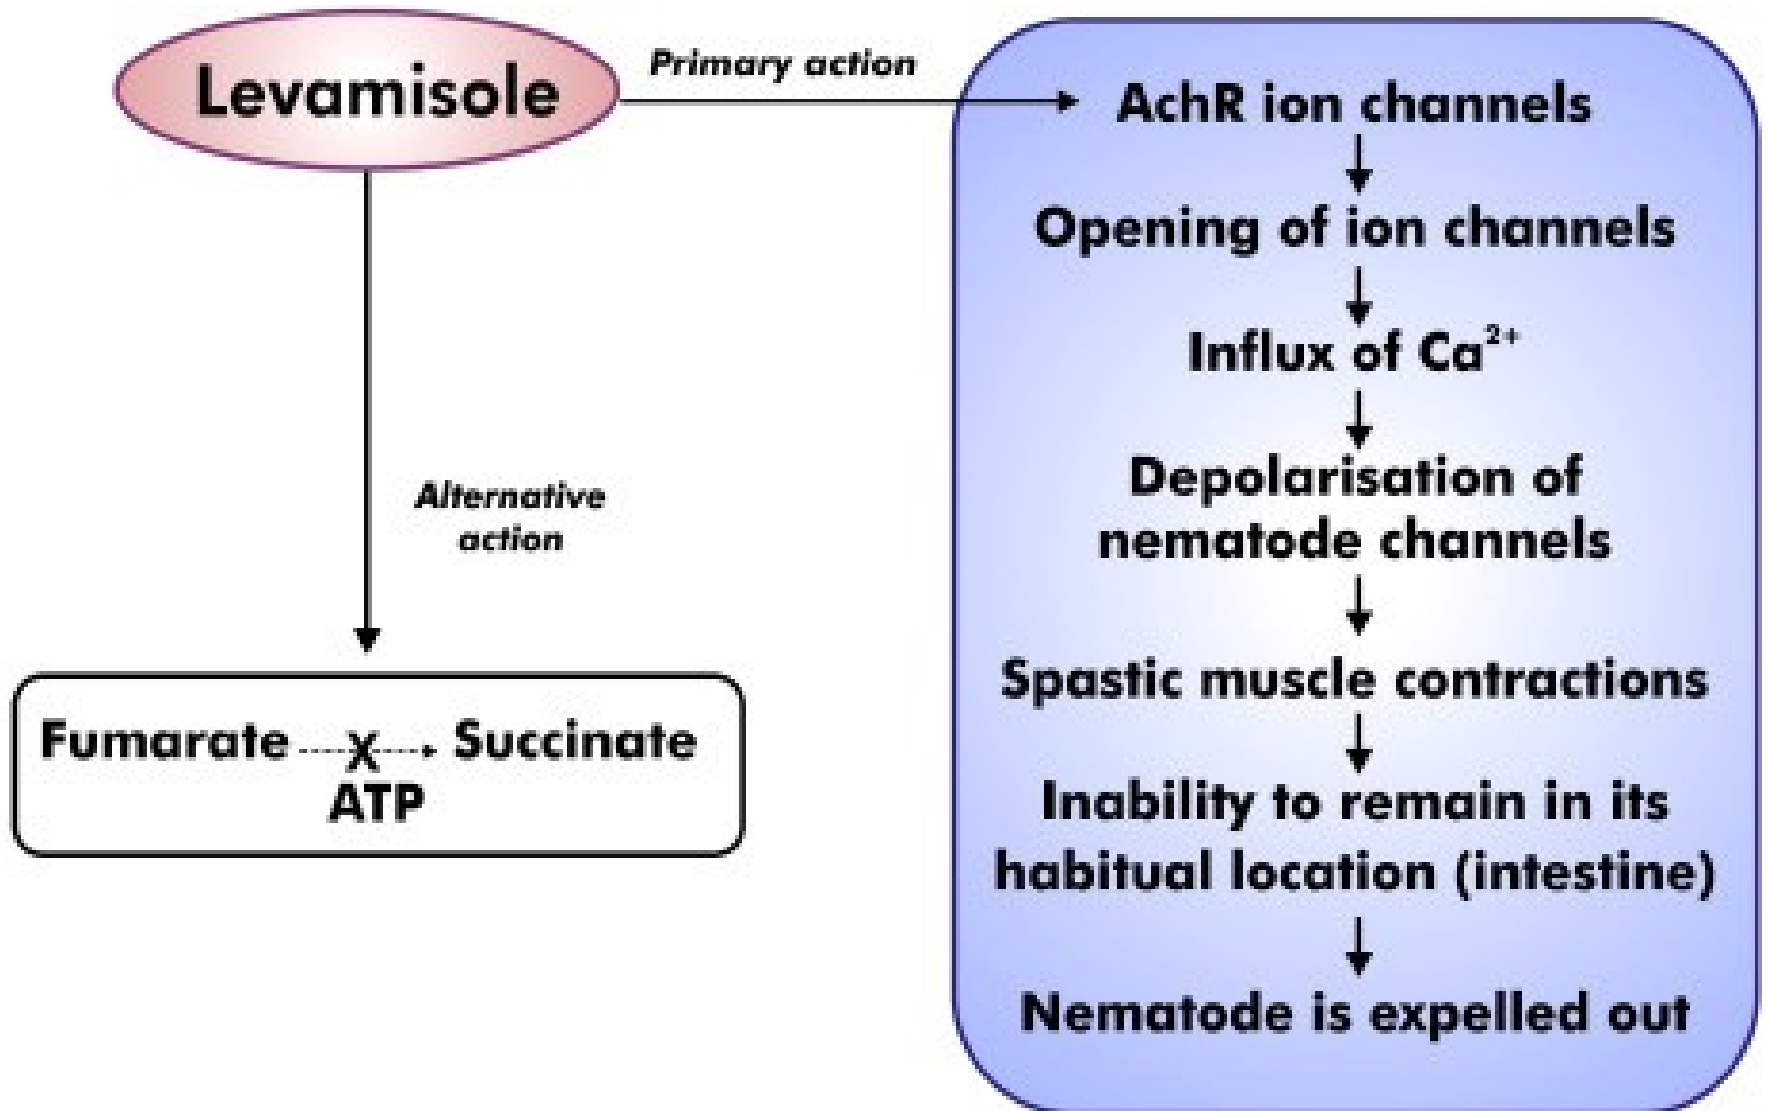 Levamisole
Primary action
AchR ion channels
Opening of ion channels
Influx of Ca²⁺
Depolarisation of
nematode channels
Spastic muscle contractions
Inability to remain in its
habitual location (intestine)
Nematode is expelled out
Alternative
action
Fumarate X Succinate
ATP